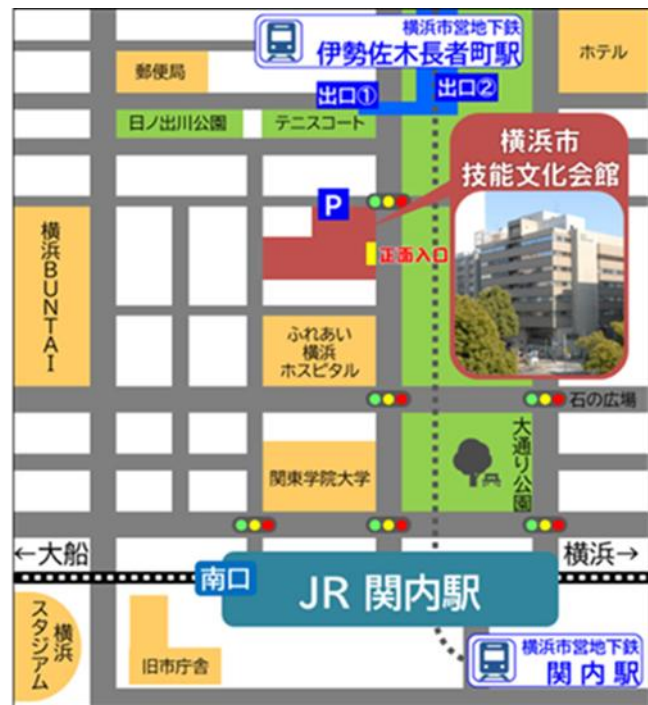 横浜市営地下鉄
伊勢佐木長者町駅
ホテル
郵便局
出口①
出口②
日ノ出川公園
テニスコート
横浜市
技能文化会館
P
正面入口
横浜BUNTAI
ふれあい
横浜
ホスピタル
石の広場
大通り公園
関東学院大学
←大船
横浜→
南口
JR 関内駅
横浜
スタジアム
旧市庁舎
横浜市営地下鉄
関内駅